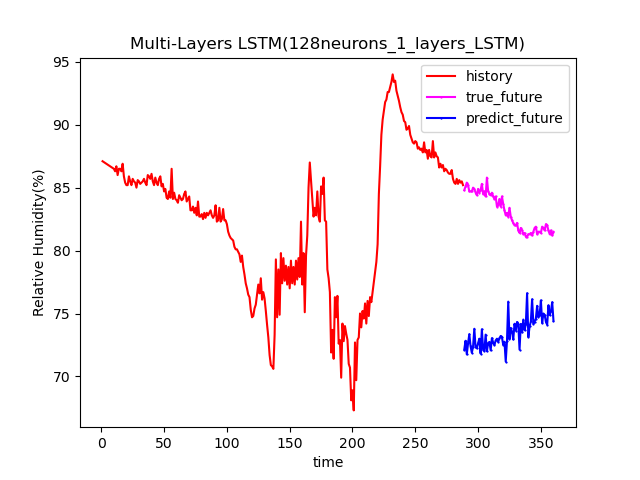 Multi-Layers LSTM(128neurons_1_layers_LSTM)
history
true_future
predict_future
95
90
85
80
75
70
Relative Humidity(%)
0 50 100 150 200 250 300 350
time